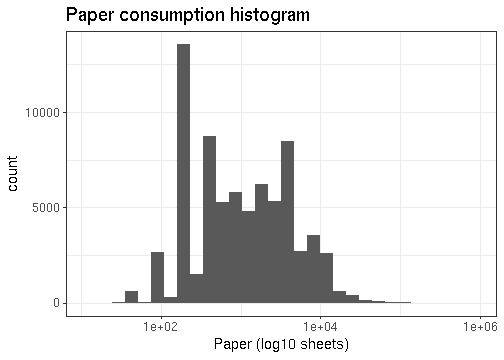 Paper consumption histogram
count
10000
5000
0
1e+02 1e+04 1e+06
Paper (log10 sheets)